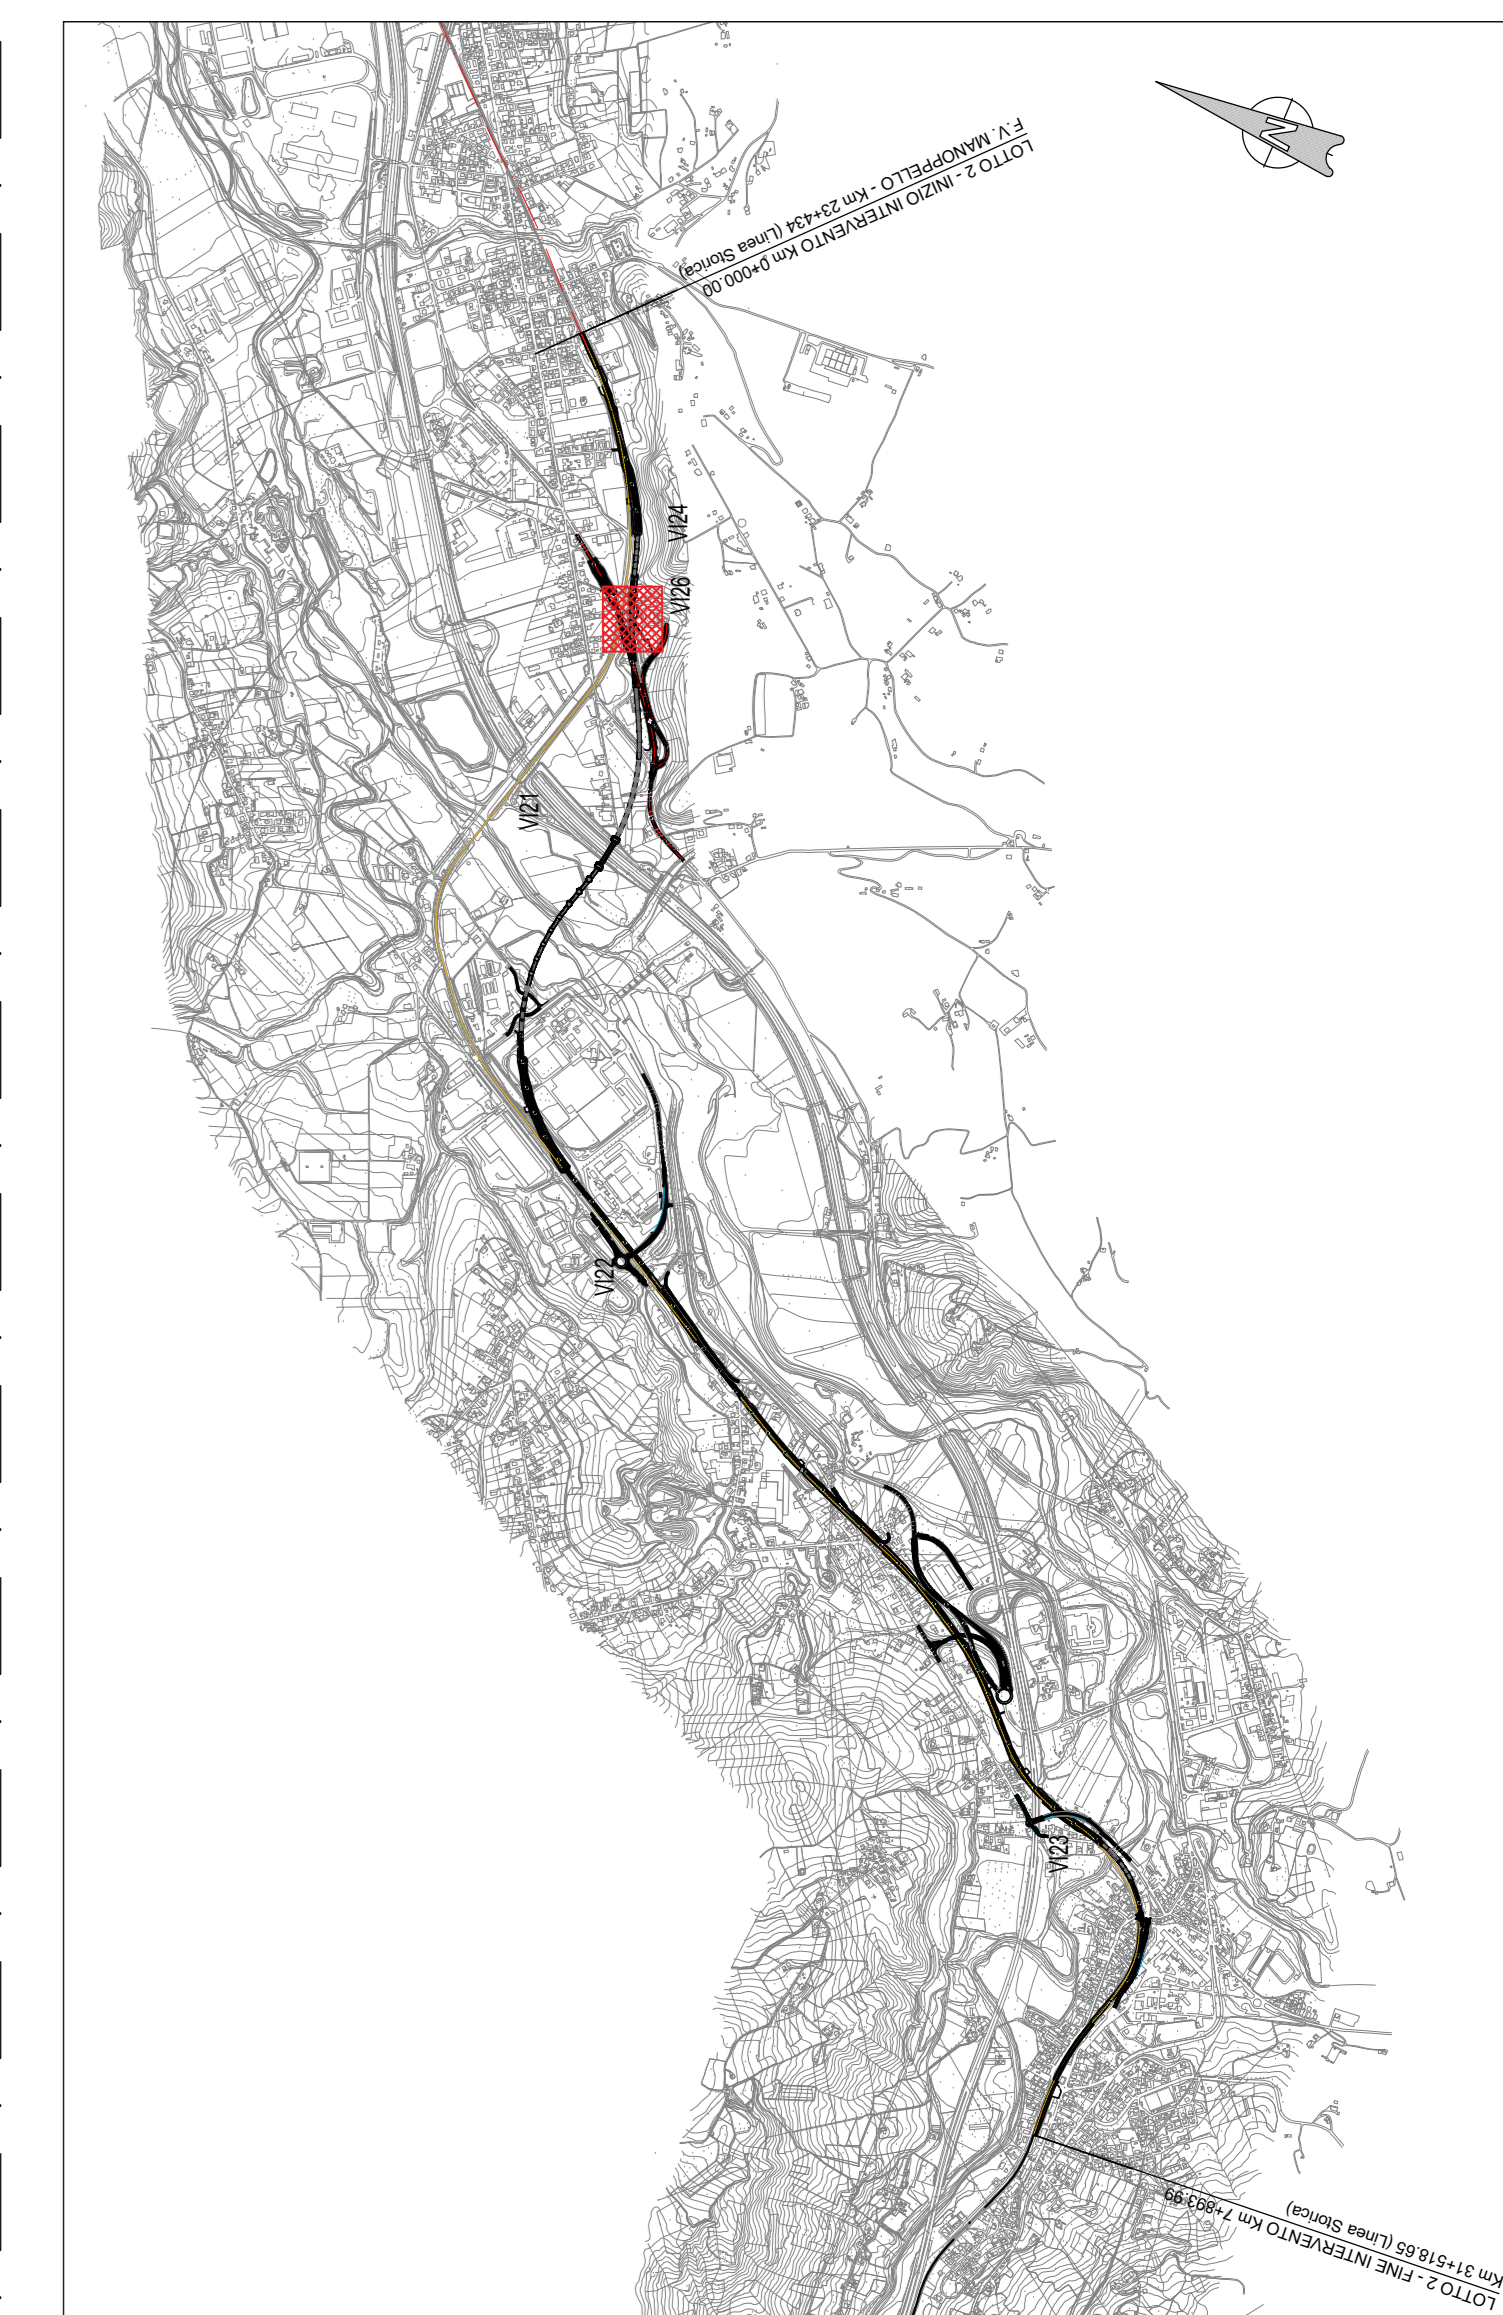 N
LOTTO 2 - INIZIO INTERVENTO Km 0+000.00
F.V. MANOPPELLO - Km 23+434 (Linea Storica)
VI24
VI26
VI21
VI22
VI23
LOTTO 2 - FINE INTERVENTO Km 7+893.99
Km 31+518.65 (Linea Storica)